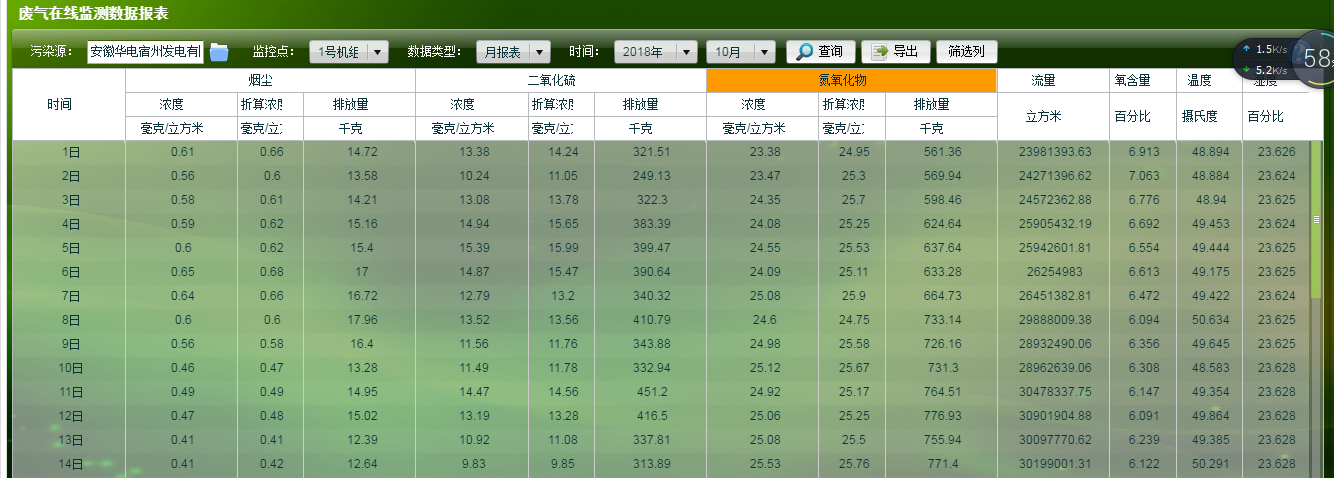 废气在线监测数据报表
污染源： 安徽华电宿州发电有 监控点： 1号机组 数据类型： 月报表 时间： 2018年 10月 查询 导出 筛选列
1.5K/s
5.2K/s
58
烟尘 二氧化硫 氮氧化物 流量 氧含量 温度 湿度
时间 浓度 折算浓度 排放量 浓度 折算浓度 排放量 浓度 折算浓度 排放量 立方米 百分比 摄氏度 百分比
毫克/立方米 毫克/立 千克 毫克/立方米 毫克/立 千克 毫克/立方米 毫克/立 千克
1日 0.61 0.66 14.72 13.38 14.24 321.51 23.38 24.95 561.36 23981393.63 6.913 48.894 23.626
2日 0.56 0.6 13.58 10.24 11.05 249.13 23.47 25.3 569.94 24271396.62 7.063 48.884 23.624
3日 0.58 0.61 14.21 13.08 13.78 322.3 24.35 25.7 598.46 24572362.88 6.776 48.94 23.625
4日 0.59 0.62 15.16 14.94 15.65 383.39 24.08 25.25 624.64 25905432.19 6.692 49.453 23.624
5日 0.6 0.62 15.4 15.39 15.99 399.47 24.55 25.53 637.64 25942601.81 6.554 49.444 23.625
6日 0.65 0.68 17 14.87 15.47 390.64 24.09 25.11 633.28 26254983 6.613 49.175 23.625
7日 0.64 0.66 16.72 12.79 13.2 340.32 25.08 25.9 664.73 26451382.81 6.472 49.422 23.624
8日 0.6 0.6 17.96 13.52 13.56 410.79 24.6 24.75 733.14 29888009.38 6.094 50.634 23.625
9日 0.56 0.58 16.4 11.56 11.76 343.88 24.98 25.58 726.16 28932490.06 6.356 49.645 23.625
10日 0.46 0.47 13.28 11.49 11.78 332.94 25.12 25.67 731.3 28962639.06 6.308 48.583 23.628
11日 0.49 0.49 14.95 14.47 14.56 451.2 24.92 25.17 764.51 30478337.75 6.147 49.354 23.628
12日 0.47 0.48 15.02 13.19 13.28 416.5 25.06 25.25 776.93 30901904.88 6.091 49.864 23.628
13日 0.41 0.41 12.39 10.92 11.08 337.81 25.08 25.5 755.94 30097770.62 6.239 49.385 23.628
14日 0.41 0.42 12.64 9.83 9.85 313.89 25.53 25.76 771.4 30199001.31 6.122 50.291 23.628